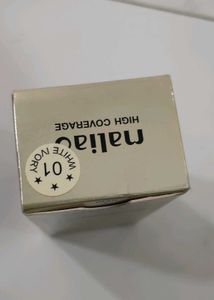 maliao
HIGH COVERAGE
WHITE IVORY
01